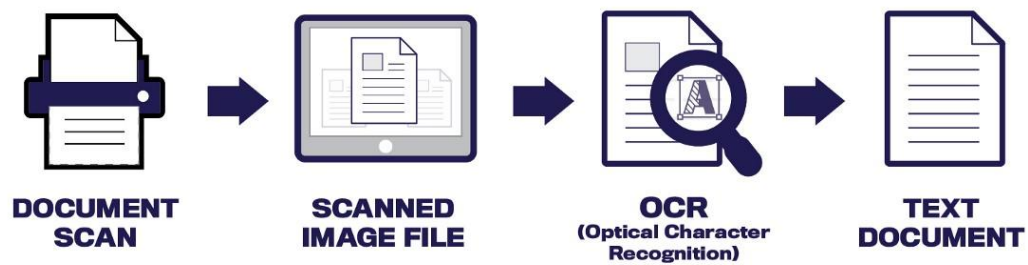 DOCUMENT
SCAN
SCANNED
IMAGE FILE
OCR
(Optical Character
Recognition)
TEXT
DOCUMENT
A